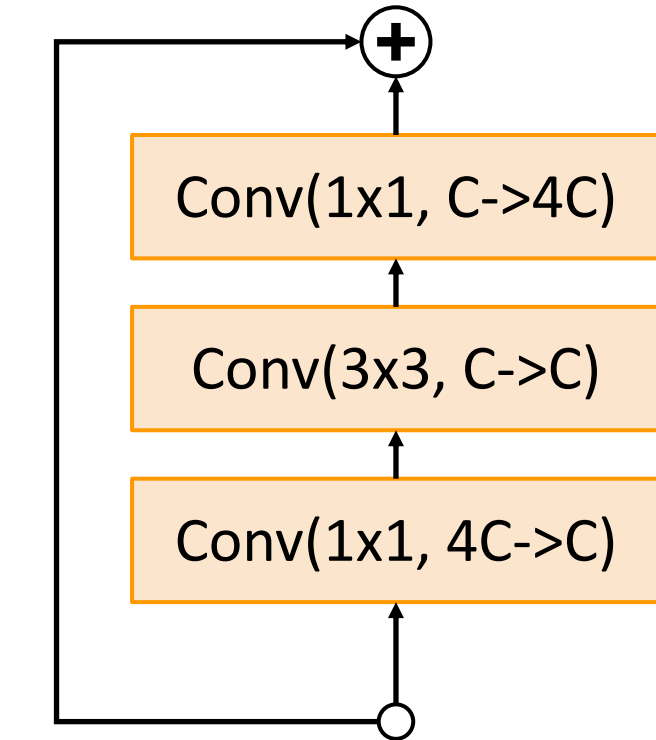 +
Conv(1x1, C->4C)
Conv(3x3, C->C)
Conv(1x1, 4C->C)